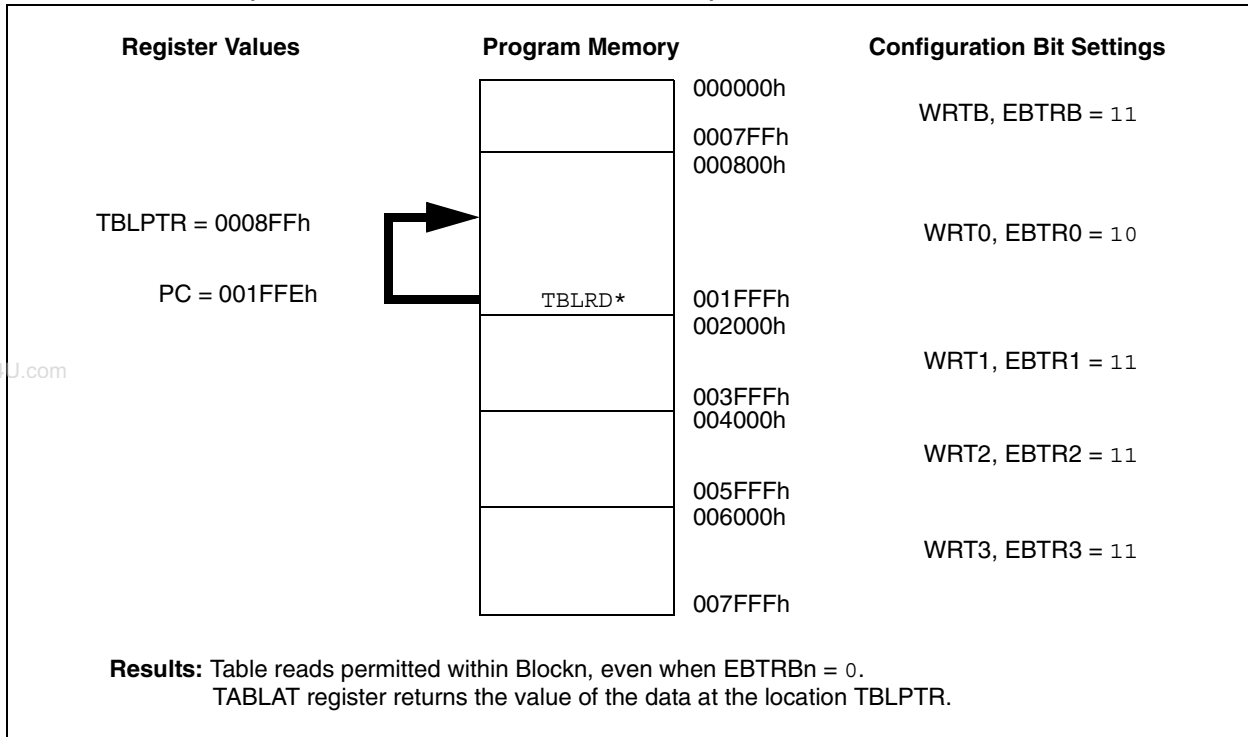 Register Values Program Memory Configuration Bit Settings
000000h
WRTB, EBTRB = 11
0007FFh
000800h
TBLPTR = 0008FFh
WRT0, EBTR0 = 10
PC = 001FFEh
TBLRD*
001FFFh
002000h
WRT1, EBTR1 = 11
003FFFh
004000h
WRT2, EBTR2 = 11
005FFFh
006000h
WRT3, EBTR3 = 11
007FFFh
Results: Table reads permitted within Blockn, even when EBTRBn = 0.
TABLAT register returns the value of the data at the location TBLPTR.
4U.com